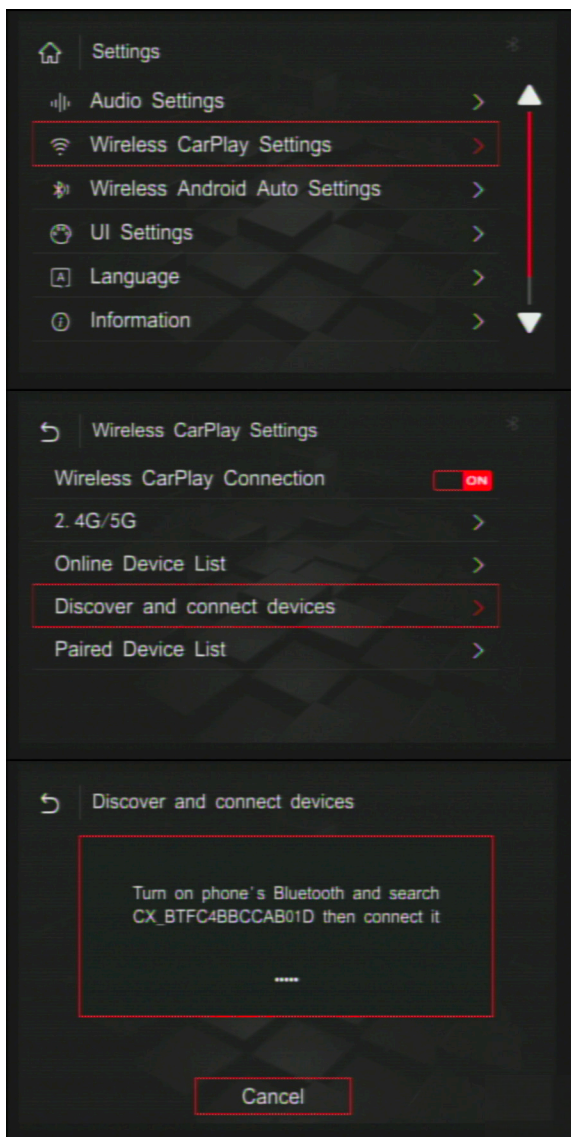 Settings
Audio Settings
Wireless CarPlay Settings
Wireless Android Auto Settings
UI Settings
A Language
Information
Wireless CarPlay Settings
Wireless CarPlay Connection ON
2.4G/5G
Online Device List
Discover and connect devices
Paired Device List
Discover and connect devices
Turn on phone's Bluetooth and search
CX_BTFC4BBCCAB01D then connect it
Cancel